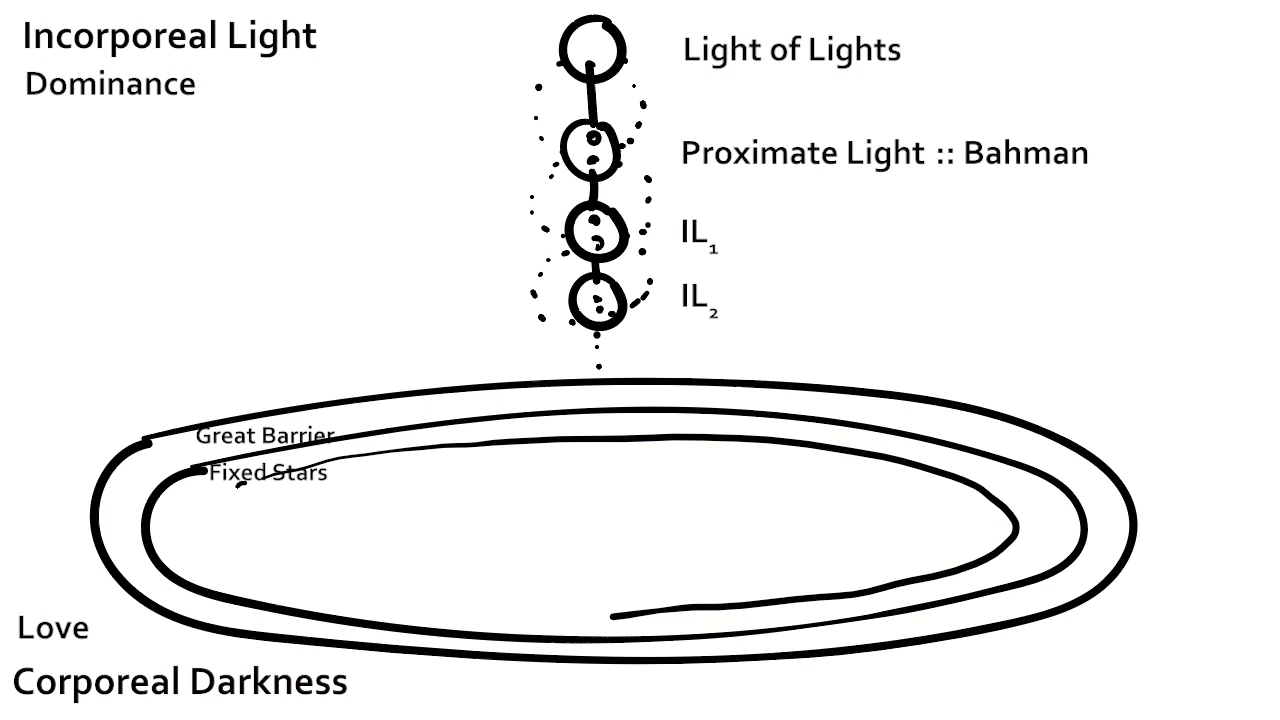 Incorporeal Light
Dominance
Light of Lights
Proximate Light :: Bahman
IL₁
IL₂
Great Barrier
Fixed Stars
Love
Corporeal Darkness